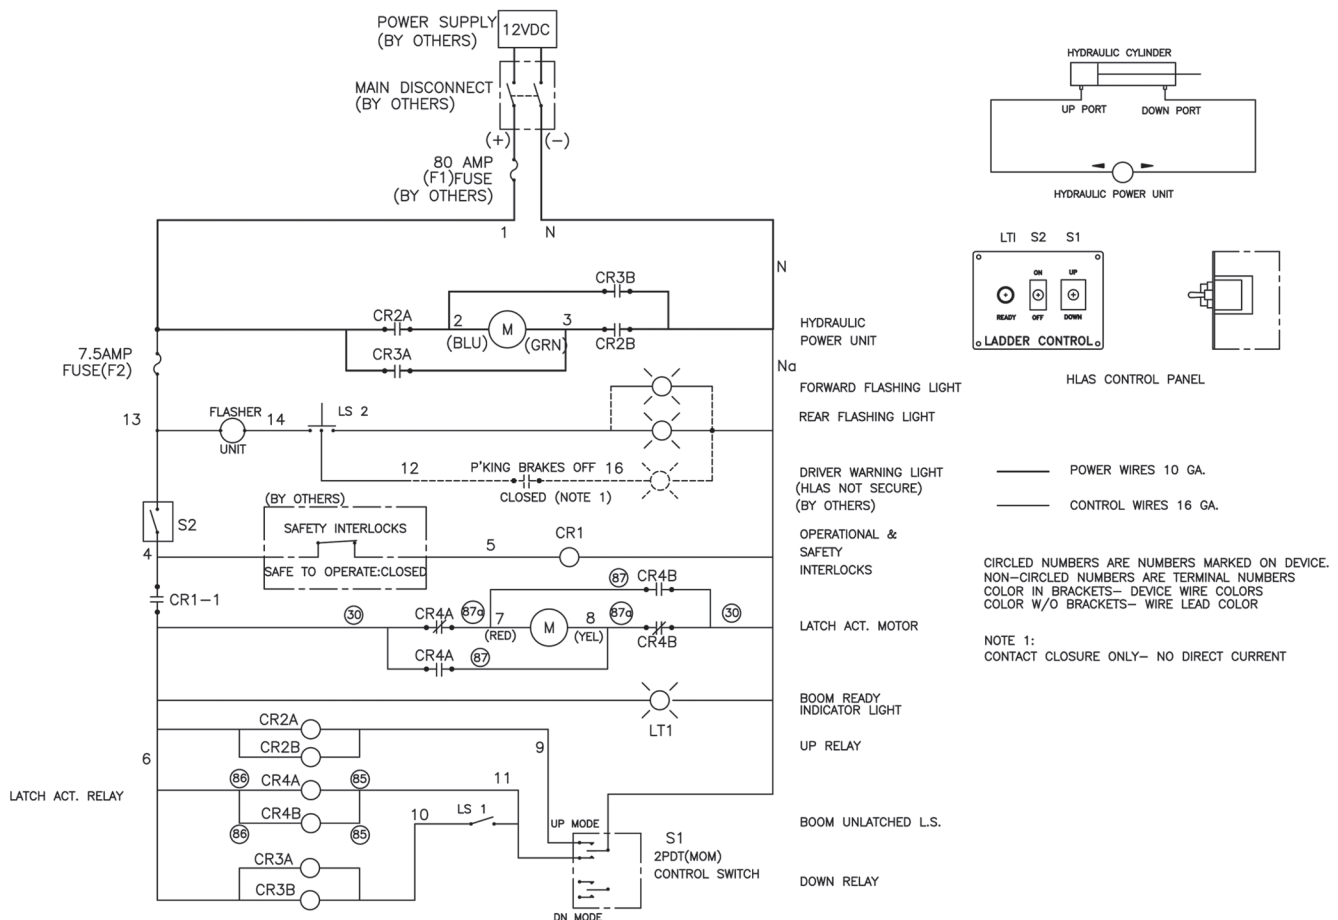 POWER SUPPLY
(BY OTHERS)
12VDC
MAIN DISCONNECT
(BY OTHERS)
(+)
(-)
80 AMP
(F1)FUSE
(BY OTHERS)
1
N
N
CR3B
CR2A
2
(BLU)
M
3
(GRN)
CR2B
CR3A
HYDRAULIC
POWER UNIT
7.5AMP
FUSE(F2)
Na
FORWARD FLASHING LIGHT
REAR FLASHING LIGHT
13
FLASHER
UNIT
14
LS 2
12
P'KING BRAKES OFF
16
CLOSED (NOTE 1)
DRIVER WARNING LIGHT
(HLAS NOT SECURE)
(BY OTHERS)
S2
(BY OTHERS)
SAFETY INTERLOCKS
SAFE TO OPERATE:CLOSED
4
5
CR1
OPERATIONAL &
SAFETY
INTERLOCKS
CR1-1
30
CR4A
87a
7
(RED)
M
8
(YEL)
87a
CR4B
30
87
CR4B
CR4A
87
LATCH ACT. MOTOR
BOOM READY
INDICATOR LIGHT
LT1
CR2A
CR2B
9
UP RELAY
6
LATCH ACT. RELAY
86
CR4A
85
11
86
CR4B
85
10
LS 1
UP MODE
S1
2PDT(MOM)
CONTROL SWITCH
DN MODE
BOOM UNLATCHED L.S.
CR3A
CR3B
DOWN RELAY
HYDRAULIC CYLINDER
UP PORT
DOWN PORT
HYDRAULIC POWER UNIT
LTI
S2
S1
ON
UP
READY
OFF
DOWN
LADDER CONTROL
HLAS CONTROL PANEL
POWER WIRES 10 GA.
CONTROL WIRES 16 GA.
CIRCLED NUMBERS ARE NUMBERS MARKED ON DEVICE.
NON-CIRCLED NUMBERS ARE TERMINAL NUMBERS
COLOR IN BRACKETS- DEVICE WIRE COLORS
COLOR W/O BRACKETS- WIRE LEAD COLOR
NOTE 1:
CONTACT CLOSURE ONLY- NO DIRECT CURRENT